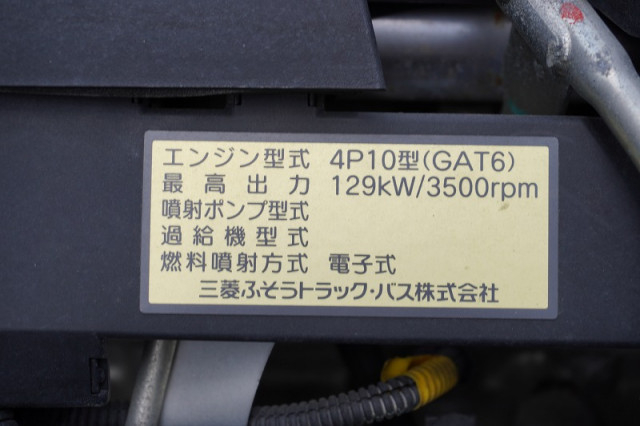 エンジン型式 4P10型(GAT6)
最高出力 129kW/3500rpm
噴射ポンプ型式
過給機型式
燃料噴射方式 電子式
三菱ふそうトラック・バス株式会社